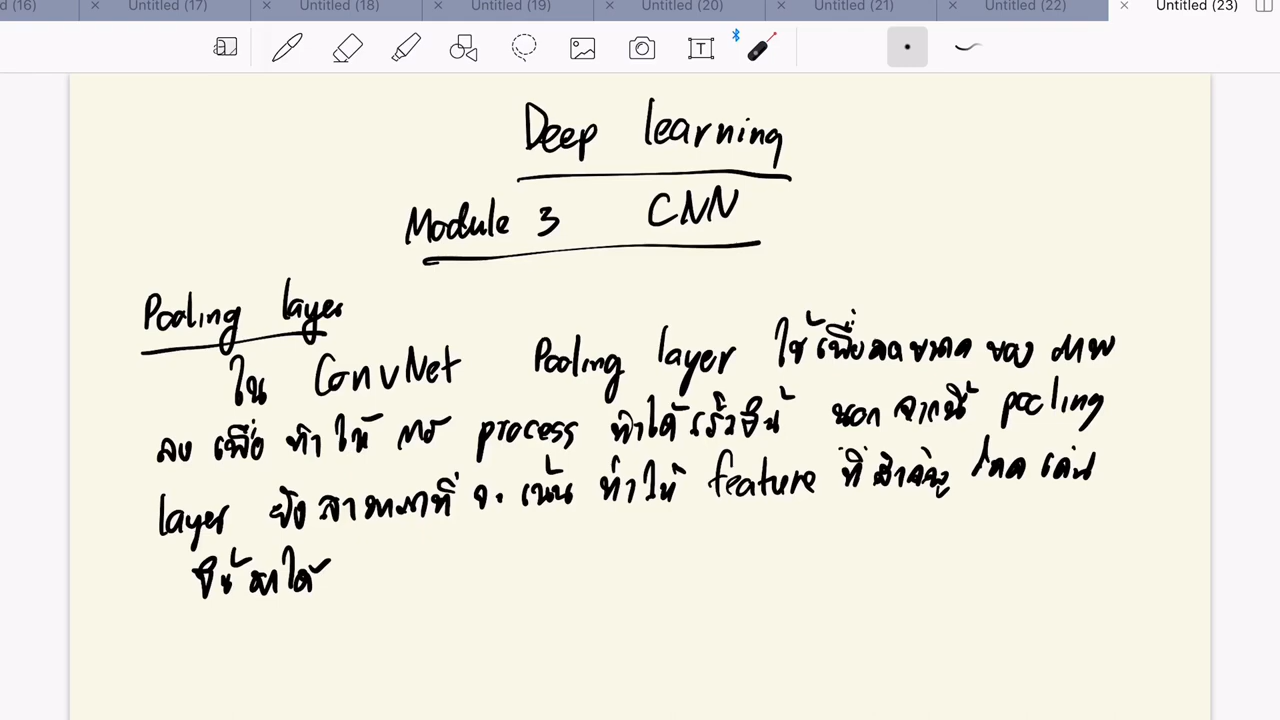 d (16)
Untitled (17)
Untitled (18)
Untitled (19)
Untitled (20)
Untitled (21)
Untitled (22)
Untitled (23)
Deep learning
Module 3 CNN
Pooling layer
ใน ConvNet Pooling layer ใช้เพื่อลดขนาด ของ ภาพ
ลง เพื่อ ทำ ให้ การ process ทำได้เร็วขึ้น นอก จากนี้ pooling
layer ยัง สามารถที่ จะ เน้น ทำให้ feature ที่ สำคัญ โดดเด่น
ขึ้นมาได้